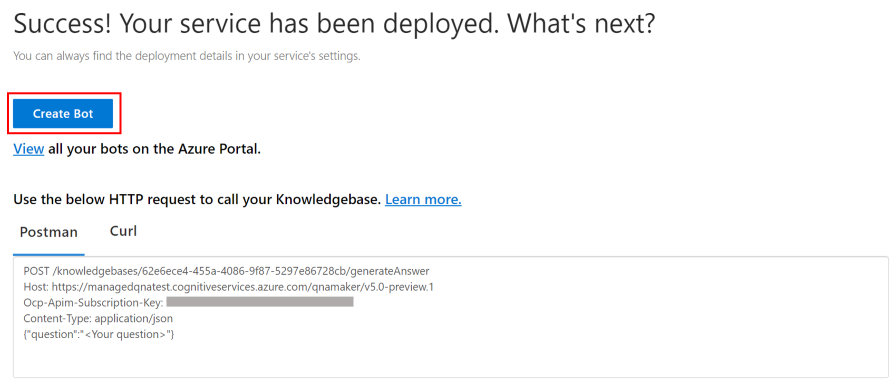 Success! Your service has been deployed. What's next?
You can always find the deployment details in your service's settings.
Create Bot
View all your bots on the Azure Portal.
Use the below HTTP request to call your Knowledgebase. Learn more.
Postman Curl
POST /knowledgebases/62e6ece4-455a-4086-9f87-5297e86728cb/generateAnswer
Host: https://managedqnatest.cognitiveservices.azure.com/qnamaker/v5.0-preview.1
Ocp-Apim-Subscription-Key:
Content-Type: application/json
{"question":"<Your question>"}